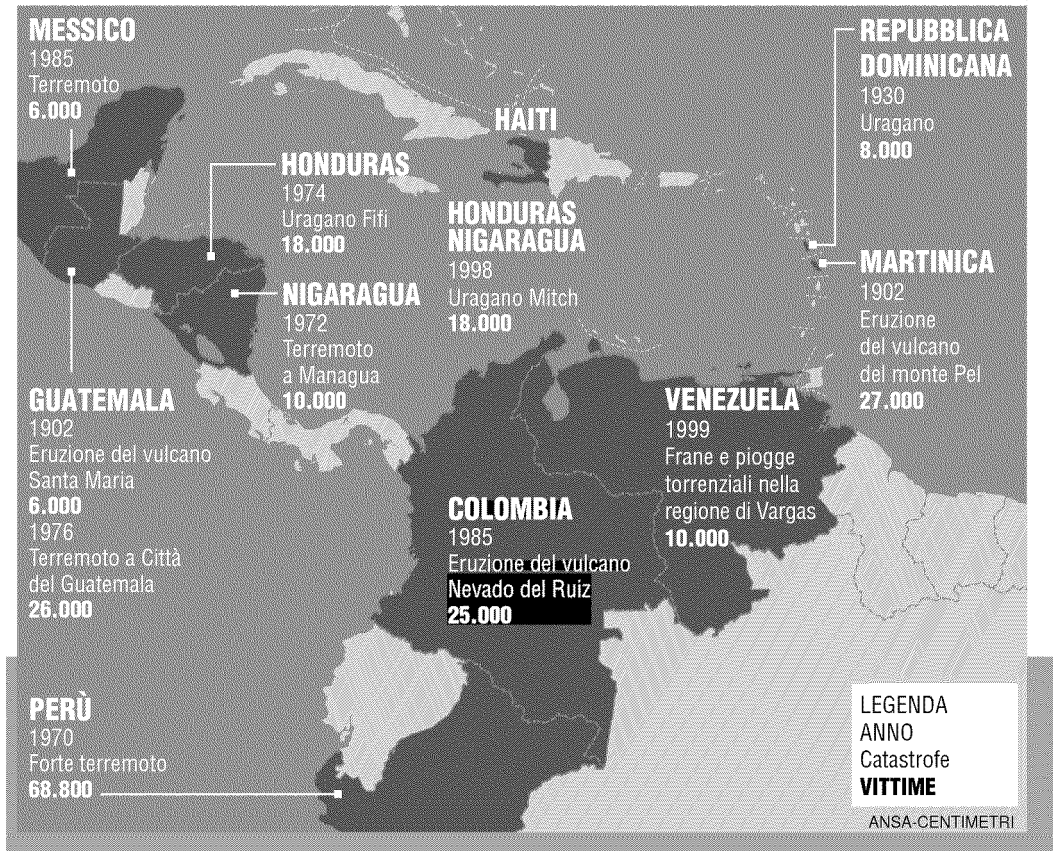 MESSICO
1985
Terremoto
6.000
HAITI
REPUBBLICA
DOMINICANA
1930
Uragano
8.000
HONDURAS
1974
Uragano Fifi
18.000
HONDURAS
NIGARAGUA
1998
Uragano Mitch
18.000
NIGARAGUA
1972
Terremoto
a Managua
10.000
MARTINICA
1902
Eruzione
del vulcano
del monte Pel
27.000
GUATEMALA
1902
Eruzione del vulcano
Santa Maria
6.000
1976
Terremoto a Città
del Guatemala
26.000
VENEZUELA
1999
Frane e piogge
torrenziali nella
regione di Vargas
10.000
COLOMBIA
1985
Eruzione del vulcano
Nevado del Ruiz
25.000
PERÙ
1970
Forte terremoto
68.800
LEGENDA
ANNO
Catastrofe
VITTIME
ANSA-CENTIMETRI